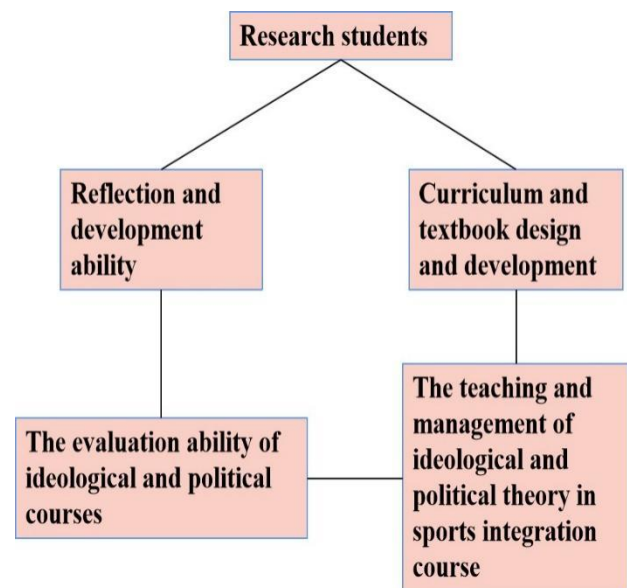 Research students
Reflection and
development
ability
Curriculum and
textbook design
and development
The evaluation ability of
ideological and political
courses
The teaching and
management of
ideological and
political theory in
sports integration
course